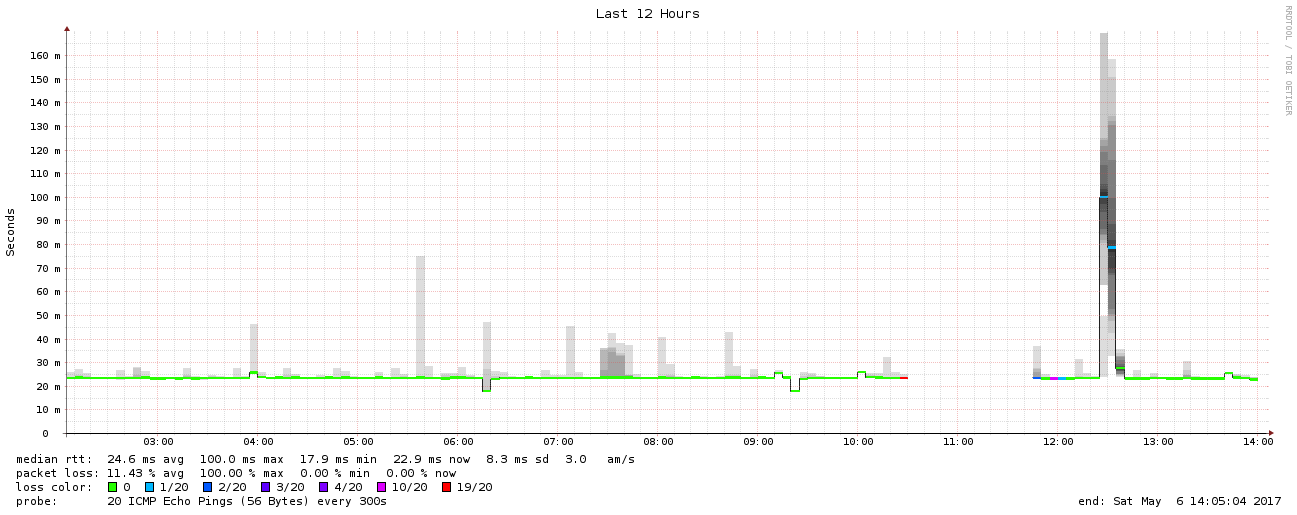 Last 12 Hours
RRDTOOL / TOBI OETIKER
Seconds
160 m
150 m
140 m
130 m
120 m
110 m
100 m
90 m
80 m
70 m
60 m
50 m
40 m
30 m
20 m
10 m
0
03:00 04:00 05:00 06:00 07:00 08:00 09:00 10:00 11:00 12:00 13:00 14:00
median rtt: 24.6 ms avg 100.0 ms max 17.9 ms min 22.9 ms now 8.3 ms sd 3.0 am/s
packet loss: 11.43 % avg 100.00 % max 0.00 % min 0.00 % now
loss color: 0 1/20 2/20 3/20 4/20 10/20 19/20
probe: 20 ICMP Echo Pings (56 Bytes) every 300s end: Sat May 6 14:05:04 2017